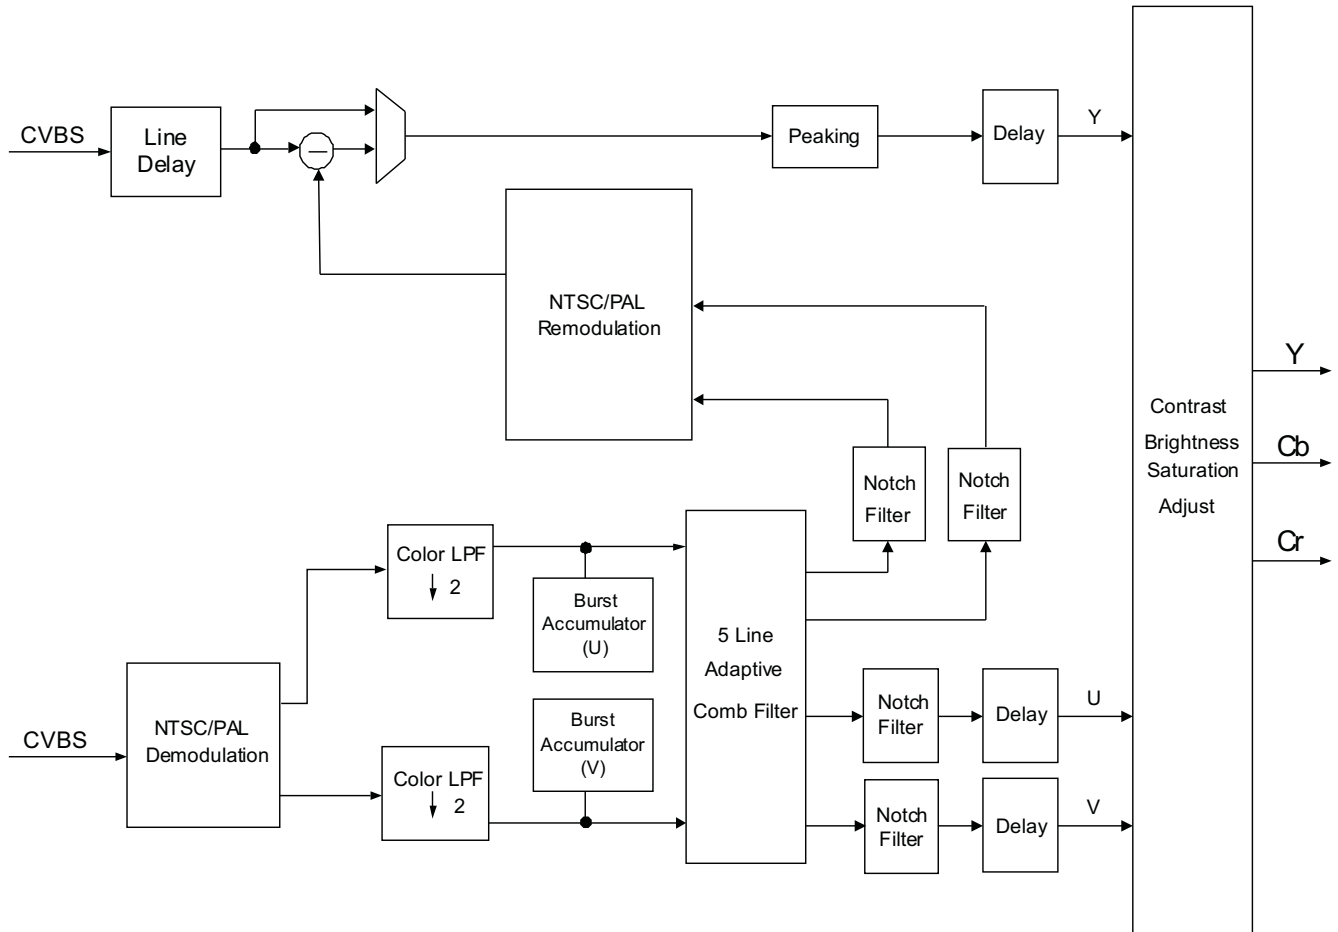 CVBS
Line
Delay
—
Peaking
Delay
Y
NTSC/PAL
Remodulation
Notch
Filter
Notch
Filter
Contrast
Brightness
Saturation
Adjust
Y
Cb
Cr
CVBS
NTSC/PAL
Demodulation
Color LPF
↓ 2
Color LPF
↓ 2
Burst
Accumulator
(U)
Burst
Accumulator
(V)
5 Line
Adaptive
Comb Filter
Notch
Filter
Delay
U
Notch
Filter
Delay
V